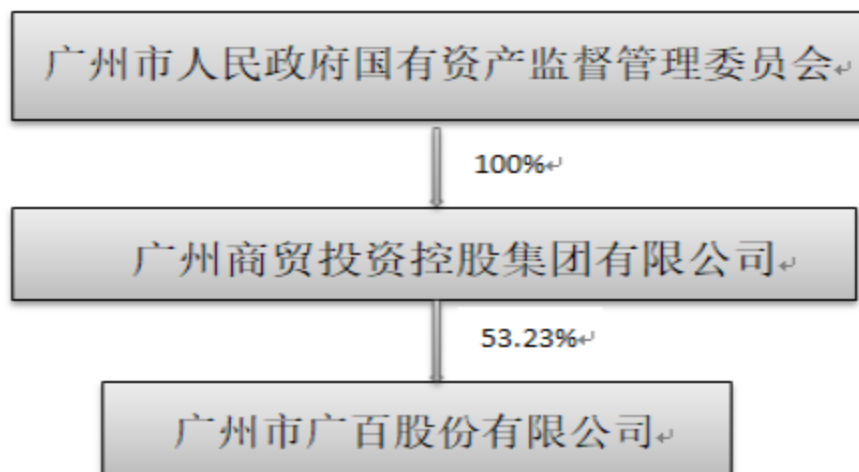 广州市人民政府国有资产监督管理委员会
100%
广州商贸投资控股集团有限公司
53.23%
广州市广百股份有限公司